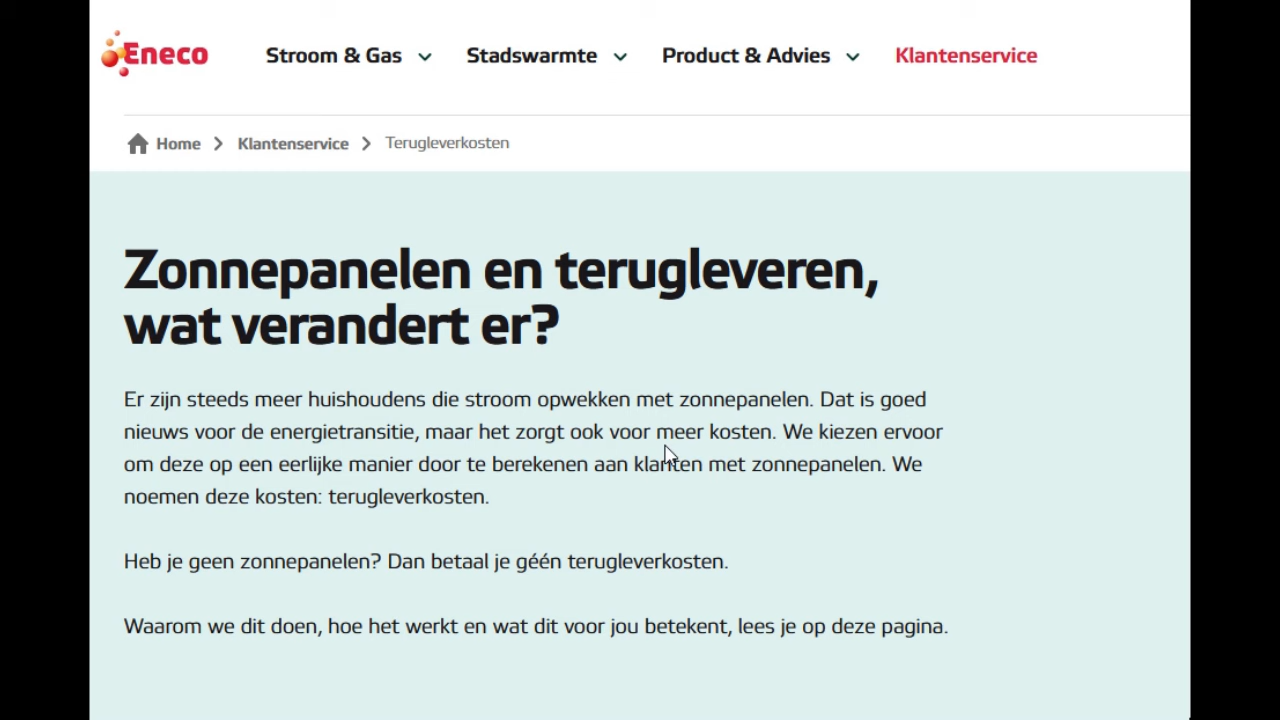 Eneco
Stroom & Gas Stadswarmte Product & Advies Klantenservice
Home Klantenservice Terugleverkosten
Zonnepanelen en terugleveren,
wat verandert er?
Er zijn steeds meer huishoudens die stroom opwekken met zonnepanelen. Dat is goed
nieuws voor de energietransitie, maar het zorgt ook voor meer kosten. We kiezen ervoor
om deze op een eerlijke manier door te berekenen aan klanten met zonnepanelen. We
noemen deze kosten: terugleverkosten.
Heb je geen zonnepanelen? Dan betaal je géén terugleverkosten.
Waarom we dit doen, hoe het werkt en wat dit voor jou betekent, lees je op deze pagina.